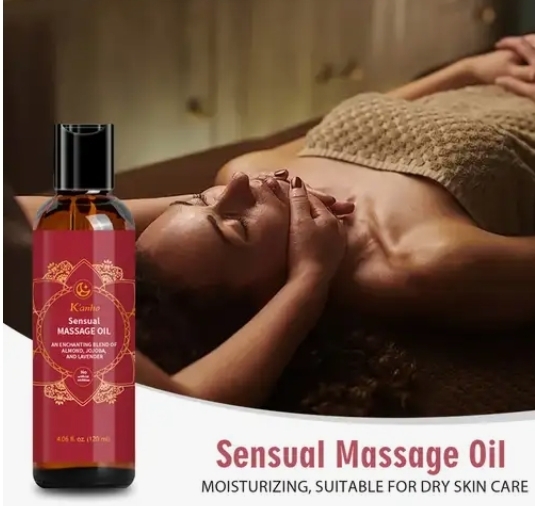 K'anho
Sensual
MASSAGE OIL
AN ENCHANTING BLEND OF
ALMOND, JOJOBA,
AND LAVENDER
4.06 fl. oz. (120 ml)
Sensual Massage Oil
MOISTURIZING, SUITABLE FOR DRY SKIN CARE